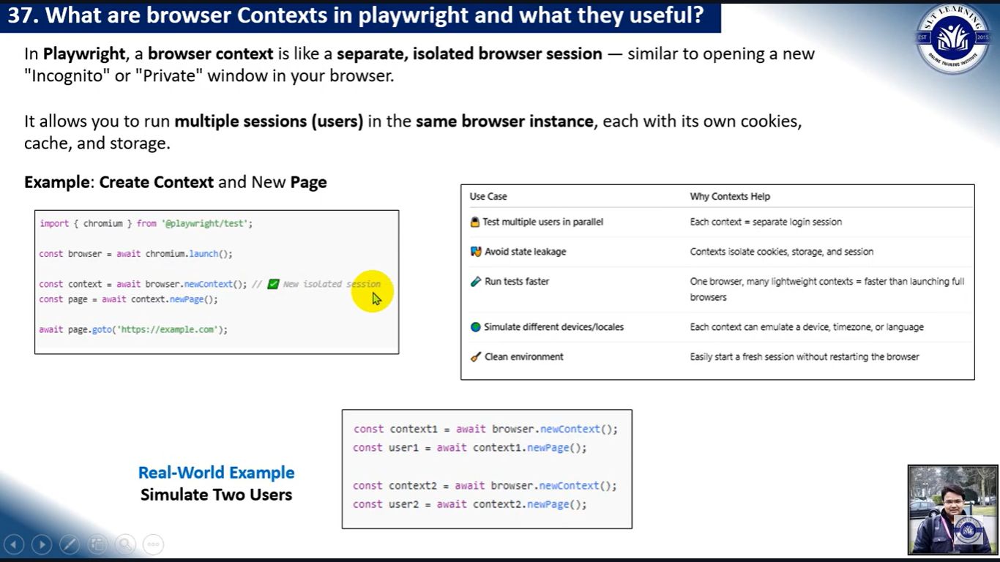 37. What are browser Contexts in playwright and what they useful?
SLT LEARNING
EST
2015
ONLINE TRAINING INSTITUTE
In Playwright, a browser context is like a separate, isolated browser session — similar to opening a new
"Incognito" or "Private" window in your browser.
It allows you to run multiple sessions (users) in the same browser instance, each with its own cookies,
cache, and storage.
Example: Create Context and New Page
import { chromium } from '@playwright/test';
const browser = await chromium.launch();
const context = await browser.newContext(); // ✅ New isolated session
const page = await context.newPage();
await page.goto('https://example.com');
Use Case Why Contexts Help
🔒 Test multiple users in parallel Each context = separate login session
Avoid state leakage Contexts isolate cookies, storage, and session
Run tests faster One browser, many lightweight contexts = faster than launching full
browsers
Simulate different devices/locales Each context can emulate a device, timezone, or language
Clean environment Easily start a fresh session without restarting the browser
Real-World Example
Simulate Two Users
const context1 = await browser.newContext();
const user1 = await context1.newPage();
const context2 = await browser.newContext();
const user2 = await context2.newPage();